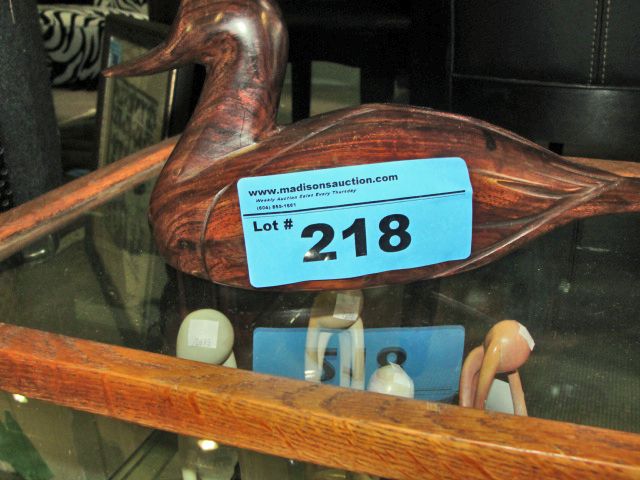 www.madisonsauction.com
Weekly Auction Sales Every Thursday
Lot # 218